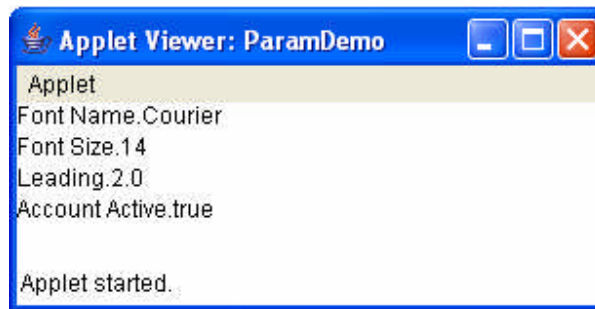 Applet Viewer: ParamDemo
Applet
Font Name.Courier
Font Size.14
Leading.2.0
Account Active.true
Applet started.